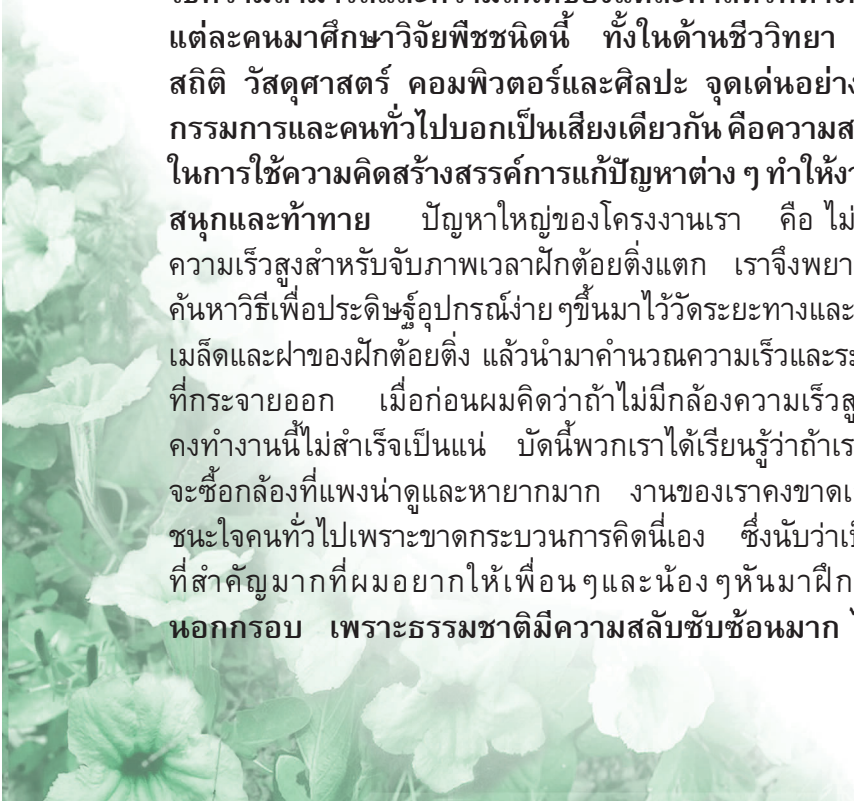 แต่ละคนมาศึกษาวิจัยพืชชนิดนี้ ทั้งในด้านชีววิทยา
สถิติ วัสดุศาสตร์ คอมพิวตอร์และศิลปะ จุดเด่นอย่าง
กรรมการและคนทั่วไปบอกเป็นเสียงเดียวกัน คือความส
ในการใช้ความคิดสร้างสรรค์การแก้ปัญหาต่าง ๆ ทำให้งา
สนุกและท้าทาย ปัญหาใหญ่ของโครงงานเรา คือ ไม่
ความเร็วสูงสำหรับจับภาพเวลาฝักต้อยติ่งแตก เราจึงพยา
ค้นหาวิธีเพื่อประดิษฐ์อุปกรณ์ง่าย ๆขึ้นมาไว้วัดระยะทางและ
เมล็ดและฝาของฝักต้อยติ่ง แล้วนำมาคำนวณความเร็วและระ
ที่กระจายออก เมื่อก่อนผมคิดว่าถ้าไม่มีกล้องความเร็วสู
คงทำงานนี้ไม่สำเร็จเป็นแน่ บัดนี้พวกเราได้เรียนรู้ว่าถ้าเร
จะซื้อกล้องที่แพงน่าดูและหายากมาก งานของเราคงขาดเ
ชนะใจคนทั่วไปเพราะขาดกระบวนการคิดนี่เอง ซึ่งนับว่าเป็
ที่สำคัญมากที่ผมอยากให้เพื่อน ๆและน้อง ๆหันมาฝึก
นอกกรอบ เพราะธรรมชาติมีความสลับซับซ้อนมาก